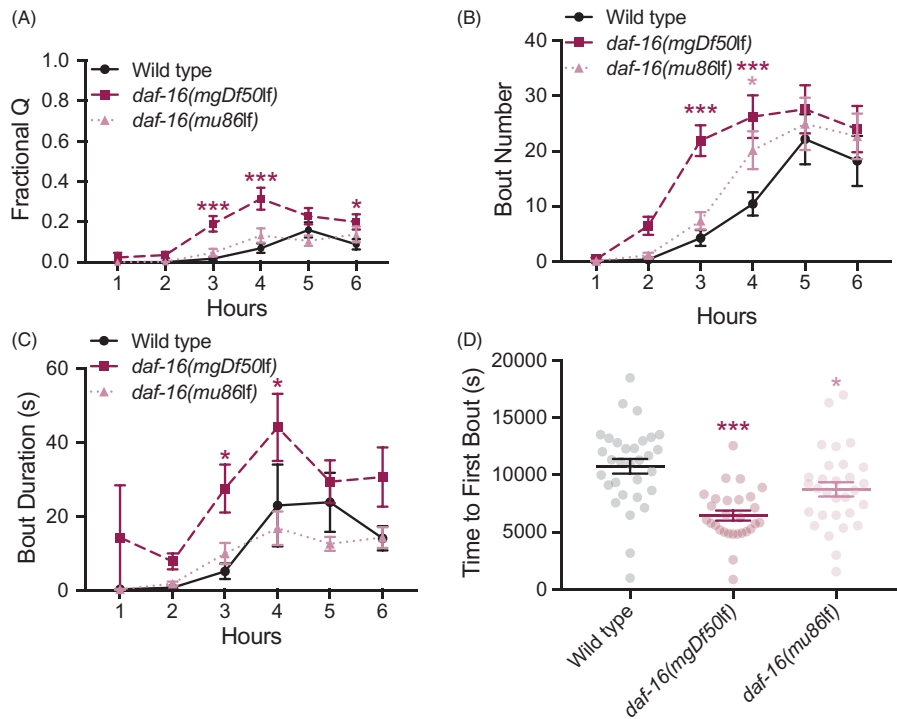 (A)
Wild type
daf-16(mgDf50lf)
daf-16(mu86lf)
1.0
0.8
0.6
0.4
0.2
0.0
Fractional Q
***
***
*
1 2 3 4 5 6
Hours
(B)
Wild type
daf-16(mgDf50lf)
daf-16(mu86lf)
40
30
20
10
0
Bout Number
***
***
*
1 2 3 4 5 6
Hours
(C)
Wild type
daf-16(mgDf50lf)
daf-16(mu86lf)
60
40
20
0
Bout Duration (s)
*
*
1 2 3 4 5 6
Hours
(D)
20000
15000
10000
5000
0
Time to First Bout (s)
***
*
Wild type
daf-16(mgDf50lf)
daf-16(mu86lf)